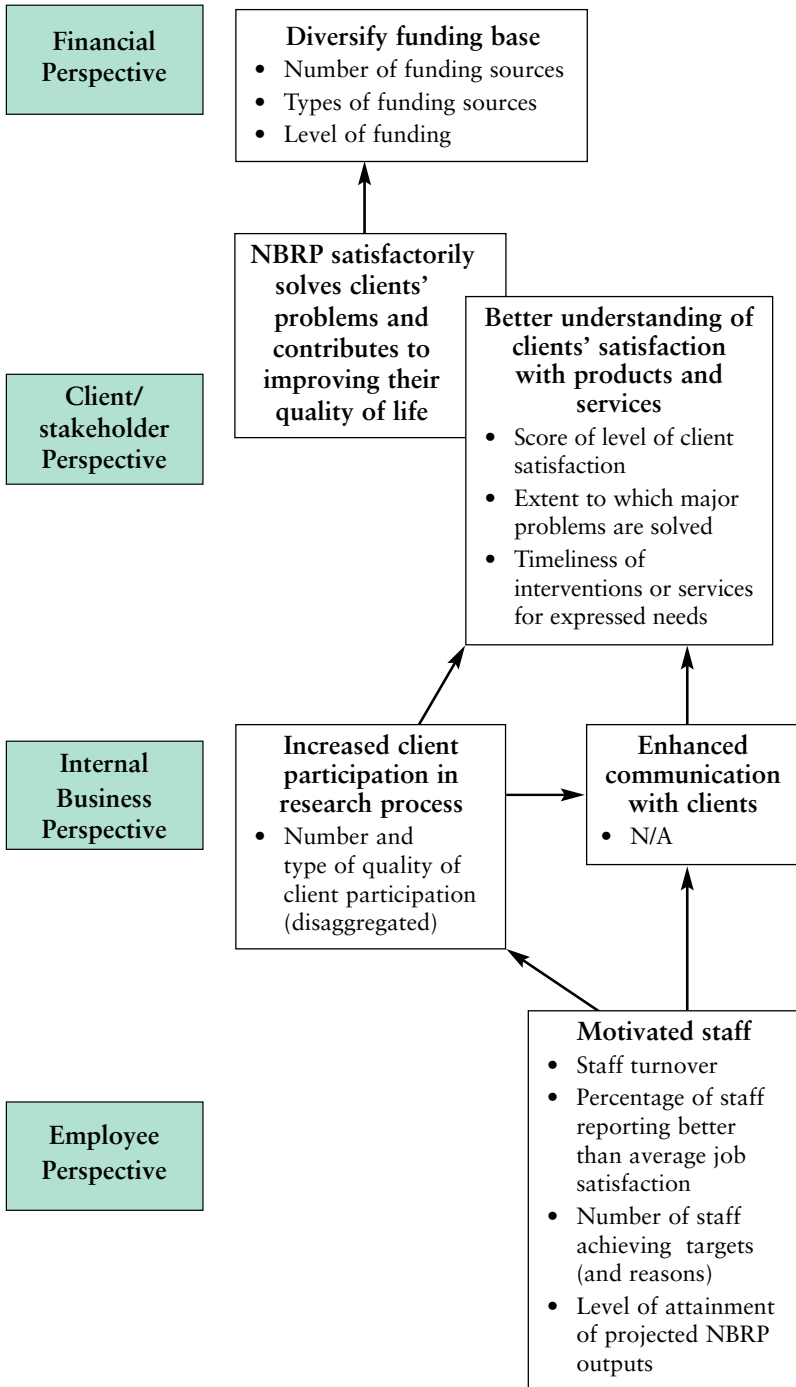 Financial
Perspective
Diversify funding base
• Number of funding sources
• Types of funding sources
• Level of funding
NBRP satisfactorily
solves clients’
problems and
contributes to
improving their
quality of life
Client/
stakeholder
Perspective
Better understanding of
clients’ satisfaction
with products and
services
• Score of level of client
satisfaction
• Extent to which major
problems are solved
• Timeliness of
interventions or services
for expressed needs
Internal
Business
Perspective
Increased client
participation in
research process
• Number and
type of quality of
client participation
(disaggregated)
Enhanced
communication
with clients
• N/A
Employee
Perspective
Motivated staff
• Staff turnover
• Percentage of staff
reporting better
than average job
satisfaction
• Number of staff
achieving targets
(and reasons)
• Level of attainment
of projected NBRP
outputs